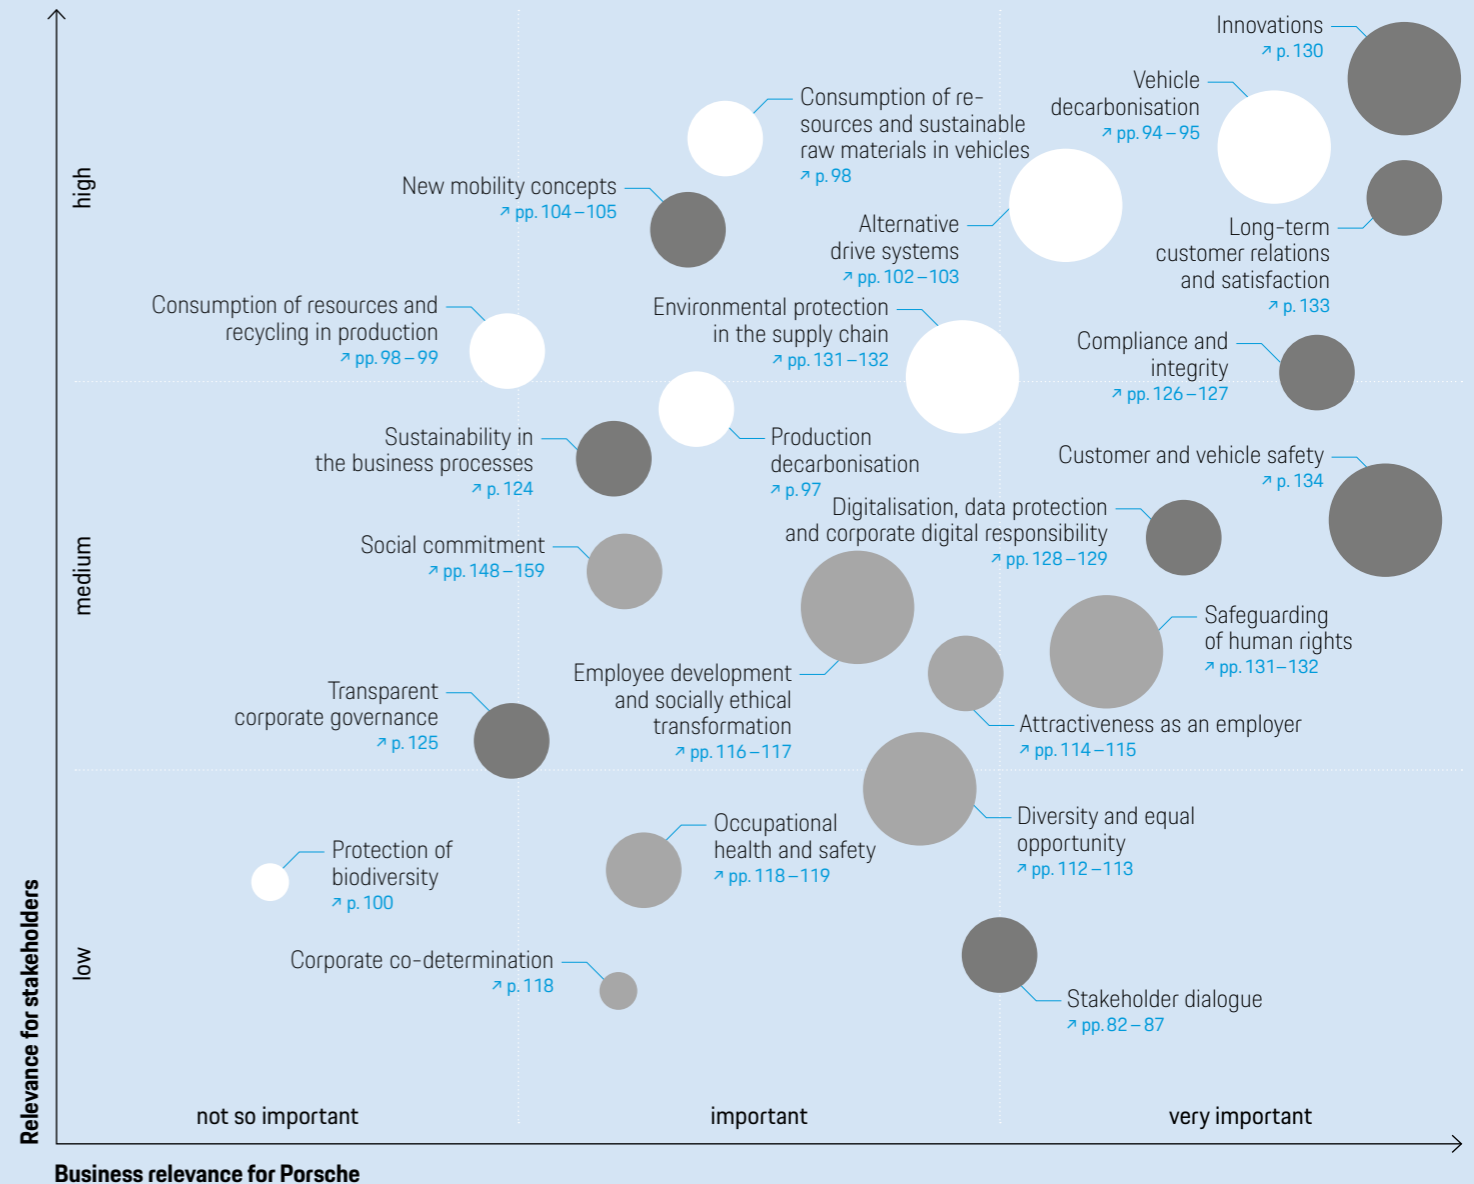 Innovations
↗ p. 130
Vehicle
decarbonisation
↗ pp. 94–95
Consumption of re-
sources and sustainable
raw materials in vehicles
↗ p. 98
high
New mobility concepts
↗ pp. 104–105
Alternative
drive systems
↗ pp. 102–103
Long-term
customer relations
and satisfaction
↗ p. 133
Consumption of resources and
recycling in production
↗ pp. 98–99
Environmental protection
in the supply chain
↗ pp. 131–132
Compliance and
integrity
↗ pp. 126–127
Sustainability in
the business processes
↗ p. 124
Production
decarbonisation
↗ p. 97
Customer and vehicle safety
↗ p. 134
Digitalisation, data protection
and corporate digital responsibility
↗ pp. 128–129
medium
Social commitment
↗ pp. 148–159
Safeguarding
of human rights
↗ pp. 131–132
Employee development
and socially ethical
transformation
↗ pp. 116–117
Transparent
corporate governance
↗ p. 125
Attractiveness as an employer
↗ pp. 114–115
Diversity and equal
opportunity
↗ pp. 112–113
Occupational
health and safety
↗ pp. 118–119
Protection of
biodiversity
↗ p. 100
low
Corporate co-determination
↗ p. 118
Stakeholder dialogue
↗ pp. 82–87
Relevance for stakeholders
not so important
important
very important
Business relevance for Porsche